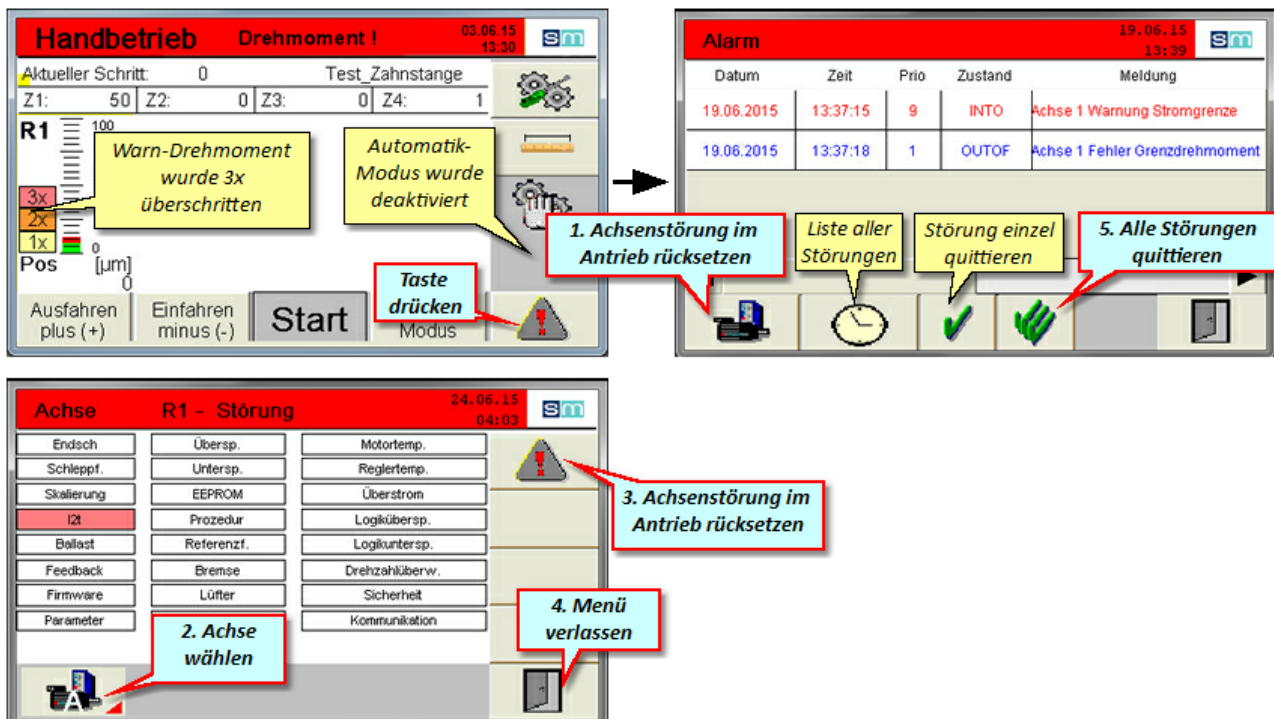 Handbetrieb Drehmoment ! 03.06.15
13:30
sm
Aktueller Schritt: 0 Test_Zahnstange
Z1: 50 Z2: 0 Z3: 0 Z4: 1
R1
100
Warn-Drehmoment
wurde 3x
überschritten
Automatik-
Modus wurde
deaktiviert
3x
2x
1x
0
Pos [µm]
0
Taste
drücken
Ausfahren
plus (+)
Einfahren
minus (-)
Start
Modus
Alarm 19.06.15
13:39
sm
Datum Zeit Prio Zustand Meldung
19.06.2015 13:37:15 9 INTO Achse 1 Warnung Stromgrenze
19.06.2015 13:37:18 1 OUTOF Achse 1 Fehler Grenzdrehmoment
1. Achsenstörung im
Antrieb rücksetzen
Liste aller
Störungen
Störung einzel
quittieren
5. Alle Störungen
quittieren
Achse R1 - Störung 24.06.15
04:03
sm
Endsch Übersp. Motortemp.
Schleppf. Untersp. Reglertemp.
Skalierung EEPROM Überstrom
I2t Prozedur Logikübersp.
Ballast Referenzf. Logikuntersp.
Feedback Bremse Drehzahlüberw.
Firmware Lüfter Sicherheit
Parameter Kommunikation
3. Achsenstörung im
Antrieb rücksetzen
2. Achse
wählen
4. Menü
verlassen
A